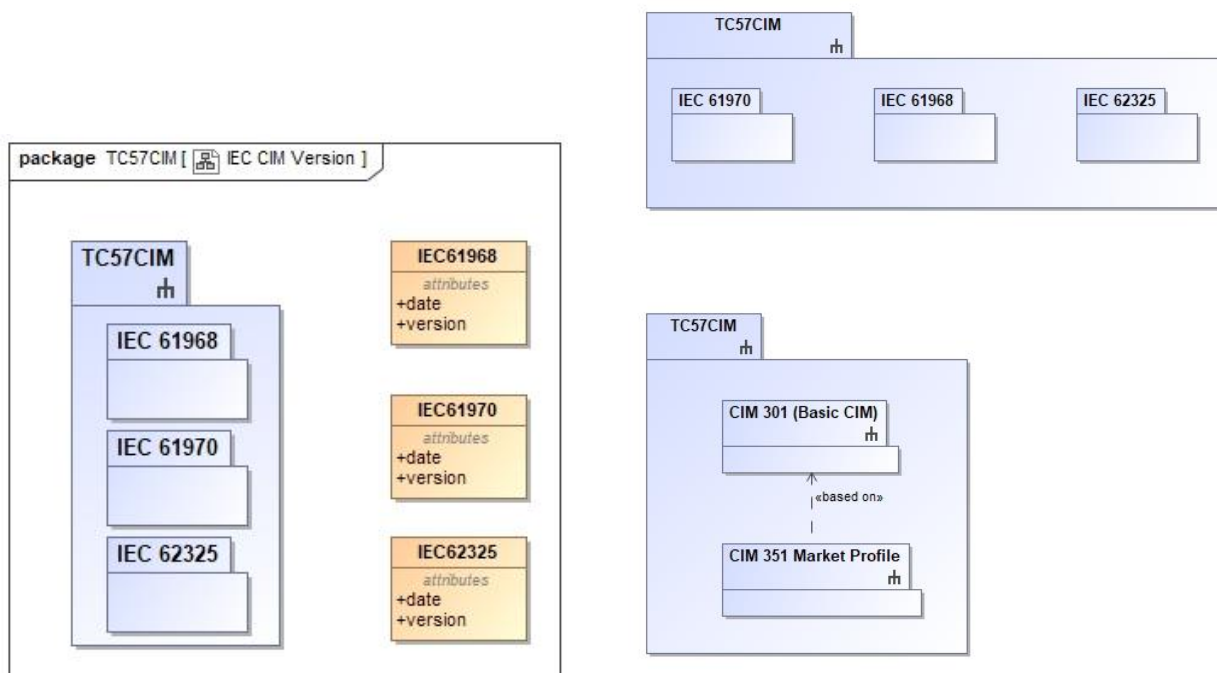 package TC57CIM [ IEC CIM Version ]
TC57CIM
IEC 61968
IEC 61970
IEC 62325
IEC61968
attributes
+date
+version
IEC61970
attributes
+date
+version
IEC62325
attributes
+date
+version
TC57CIM
IEC 61970
IEC 61968
IEC 62325
TC57CIM
CIM 301 (Basic CIM)
«based on»
CIM 351 Market Profile